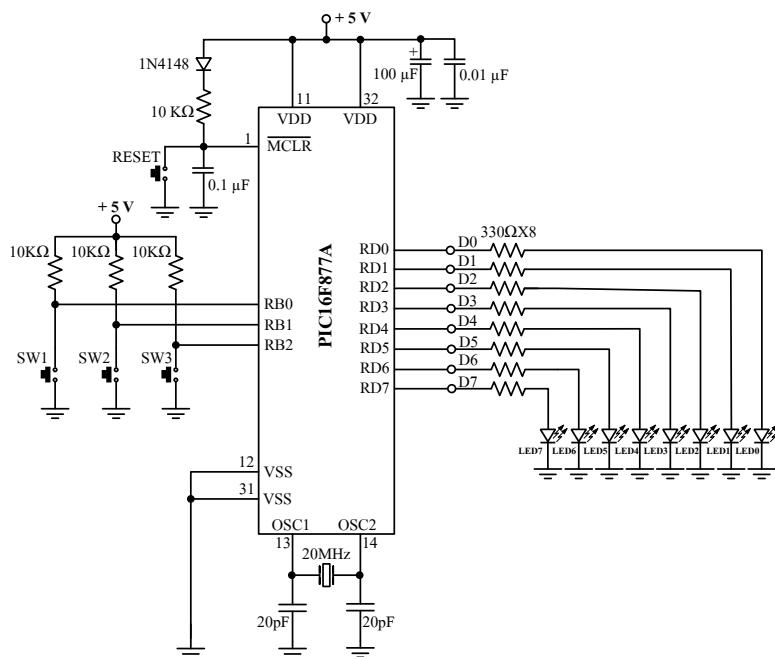 + 5 V
1N4148
10 KΩ
100 µF
+
0.01 µF
11
32
VDD
VDD
1
MCLR
RESET
0.1 µF
+ 5 V
10KΩ
10KΩ
10KΩ
PIC16F877A
RB0
RB1
RB2
SW1
SW2
SW3
RD0
RD1
RD2
RD3
RD4
RD5
RD6
RD7
D0
D1
D2
D3
D4
D5
D6
D7
330ΩX8
LED7
LED6
LED5
LED4
LED3
LED2
LED1
LED0
12
VSS
31
VSS
OSC1
OSC2
13
14
20MHz
20pF
20pF